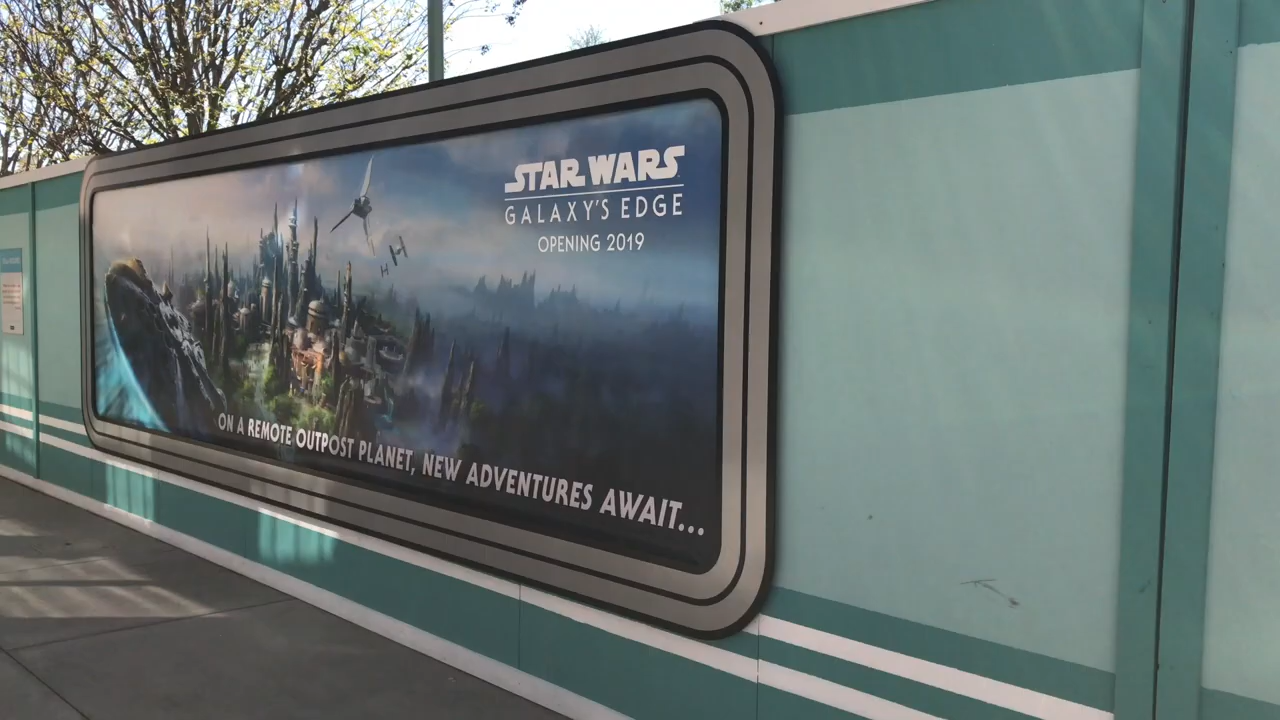 STAR WARS
GALAXY'S EDGE
OPENING 2019
ON A REMOTE OUTPOST PLANET, NEW ADVENTURES AWAIT...